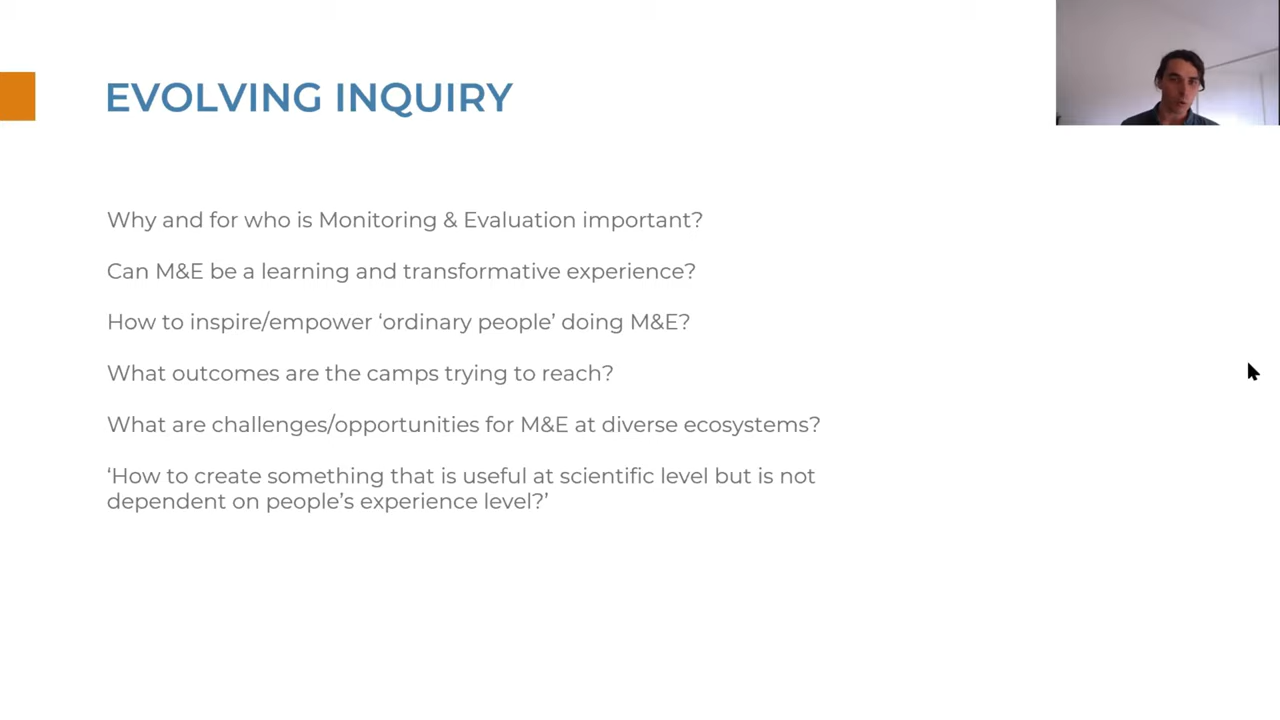 EVOLVING INQUIRY
Why and for who is Monitoring & Evaluation important?
Can M&E be a learning and transformative experience?
How to inspire/empower ‘ordinary people’ doing M&E?
What outcomes are the camps trying to reach?
What are challenges/opportunities for M&E at diverse ecosystems?
‘How to create something that is useful at scientific level but is not
dependent on people’s experience level?’